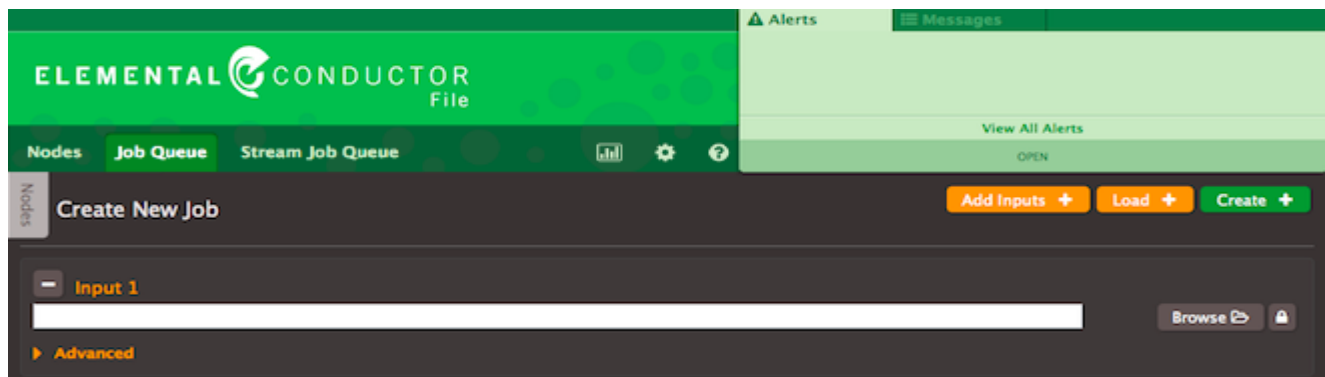 Alerts
Messages
ELEMENTAL CONDUCTOR
File
View All Alerts
Nodes
Job Queue
Stream Job Queue
OPEN
Nodes
Create New Job
Add Inputs
Load
Create
Input 1
Browse
Advanced